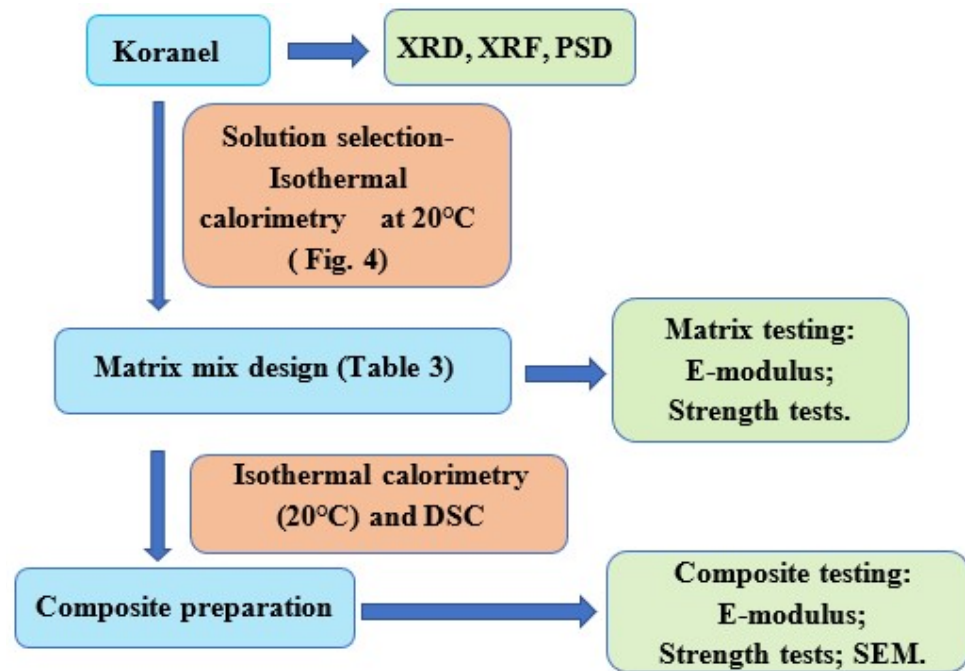 Koranel
XRD, XRF, PSD
Solution selection-
Isothermal
calorimetry at 20°C
( Fig. 4)
Matrix mix design (Table 3)
Matrix testing:
E-modulus;
Strength tests.
Isothermal calorimetry
(20°C) and DSC
Composite preparation
Composite testing:
E-modulus;
Strength tests; SEM.